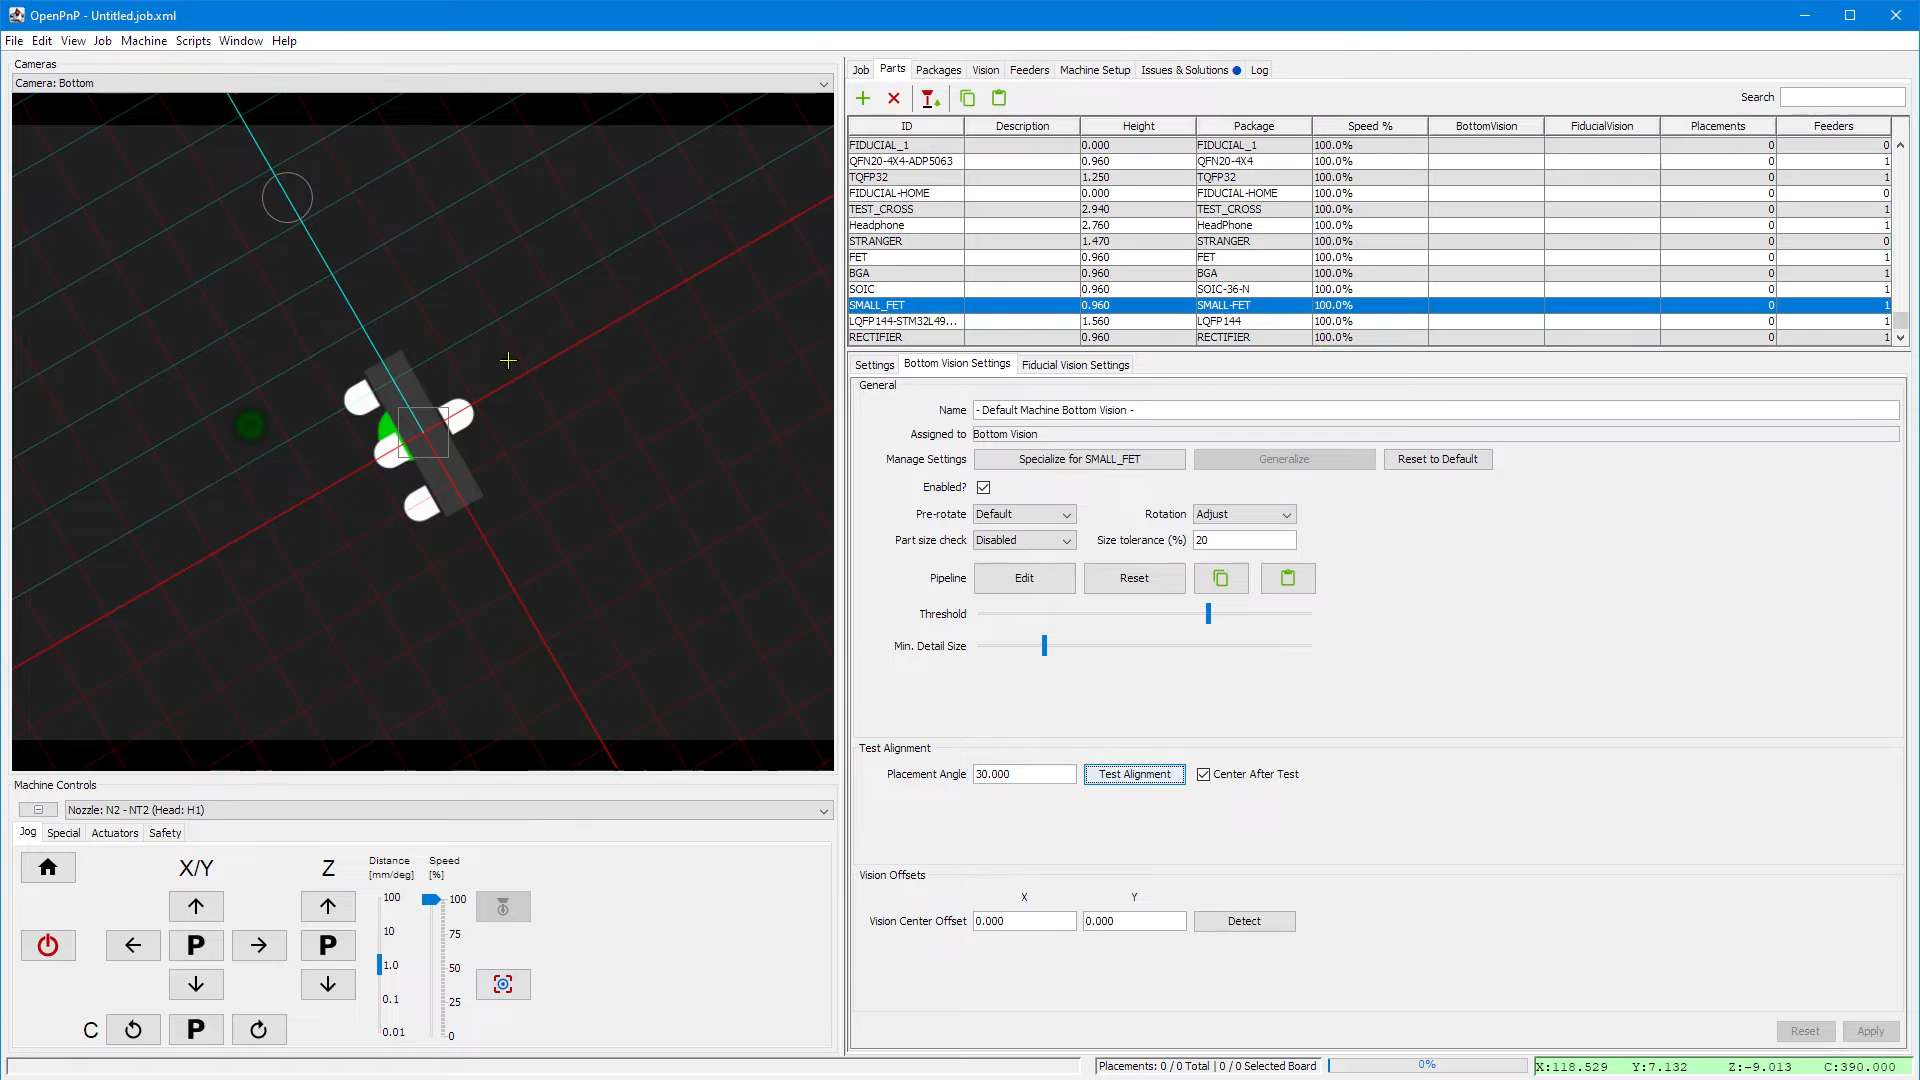 OpenPnP - Untitled.job.xml
File Edit View Job Machine Scripts Window Help
Cameras
Camera: Bottom
Job Parts Packages Vision Feeders Machine Setup Issues & Solutions Log
Search
ID Description Height Package Speed % BottomVision FiducialVision Placements Feeders
FIDUCIAL_1 0.000 FIDUCIAL_1 100.0% 0 0
QFN20-4X4-ADP5063 0.960 QFN20-4X4 100.0% 0 1
TQFP32 1.250 TQFP32 100.0% 0 1
FIDUCIAL-HOME 0.000 FIDUCIAL-HOME 100.0% 0 0
TEST_CROSS 2.940 TEST_CROSS 100.0% 0 1
Headphone 2.760 HeadPhone 100.0% 0 1
STRANGER 1.470 STRANGER 100.0% 0 0
FET 0.960 FET 100.0% 0 1
BGA 0.960 BGA 100.0% 0 1
SOIC 0.960 SOIC-36-N 100.0% 0 1
SMALL_FET 0.960 SMALL-FET 100.0% 0 1
LQFP144-STM32L49... 1.560 LQFP144 100.0% 0 1
RECTIFIER 0.960 RECTIFIER 100.0% 0 1
Settings Bottom Vision Settings Fiducial Vision Settings
General
Name - Default Machine Bottom Vision -
Assigned to Bottom Vision
Manage Settings Specialize for SMALL_FET Generalize Reset to Default
Enabled?
Pre-rotate Default Rotation Adjust
Part size check Disabled Size tolerance (%) 20
Pipeline Edit Reset
Threshold
Min. Detail Size
Test Alignment
Placement Angle 30.000 Test Alignment Center After Test
Vision Offsets
X Y
Vision Center Offset 0.000 0.000 Detect
Reset Apply
Machine Controls
Nozzle: N2 - NT2 (Head: H1)
Jog Special Actuators Safety
X/Y Z Distance [mm/deg] Speed [%]
100 100
10 75
P P
1.0 50
0.1 25
0.01 0
C P
Placements: 0 / 0 Total | 0 / 0 Selected Board 0% X:118.529 Y:7.132 Z:-9.013 C:390.000